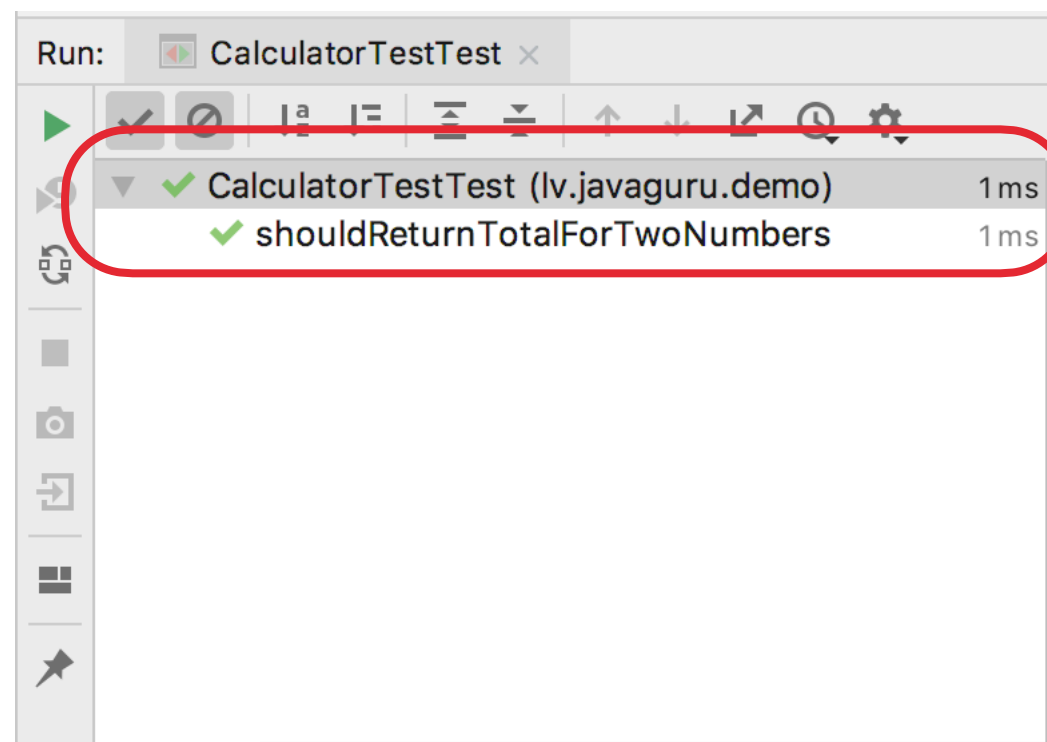 Run: CalculatorTestTest
CalculatorTestTest (lv.javaguru.demo) 1 ms
shouldReturnTotalForTwoNumbers 1 ms